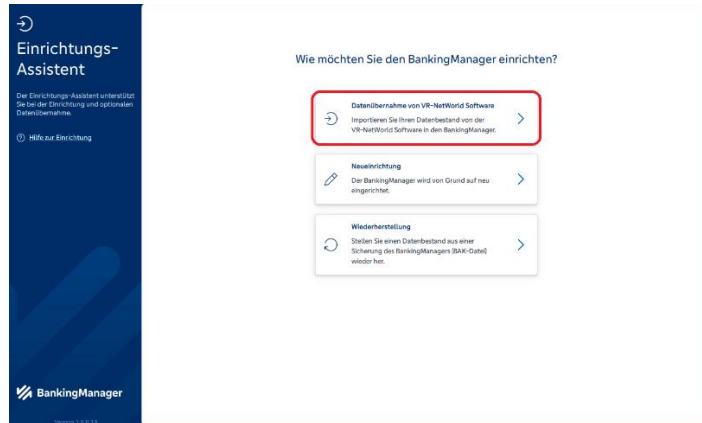 Einrichtungs-
Assistent
Der Einrichtungs-Assistent unterstützt
Sie bei der Einrichtung und optionalen
Datenübernahme.
Hilfe zur Einrichtung
Wie möchten Sie den BankingManager einrichten?
Datenübernahme von VR-NetWorld Software
Importieren Sie Ihren Datenbestand von der
VR-NetWorld Software in den BankingManager.
Neueinrichtung
Der BankingManager wird von Grund auf neu
eingerichtet.
Wiederherstellung
Stellen Sie einen Datenbestand aus einer
Sicherung des BankingManagers (BAK-Datei)
wieder her.
BankingManager
Version